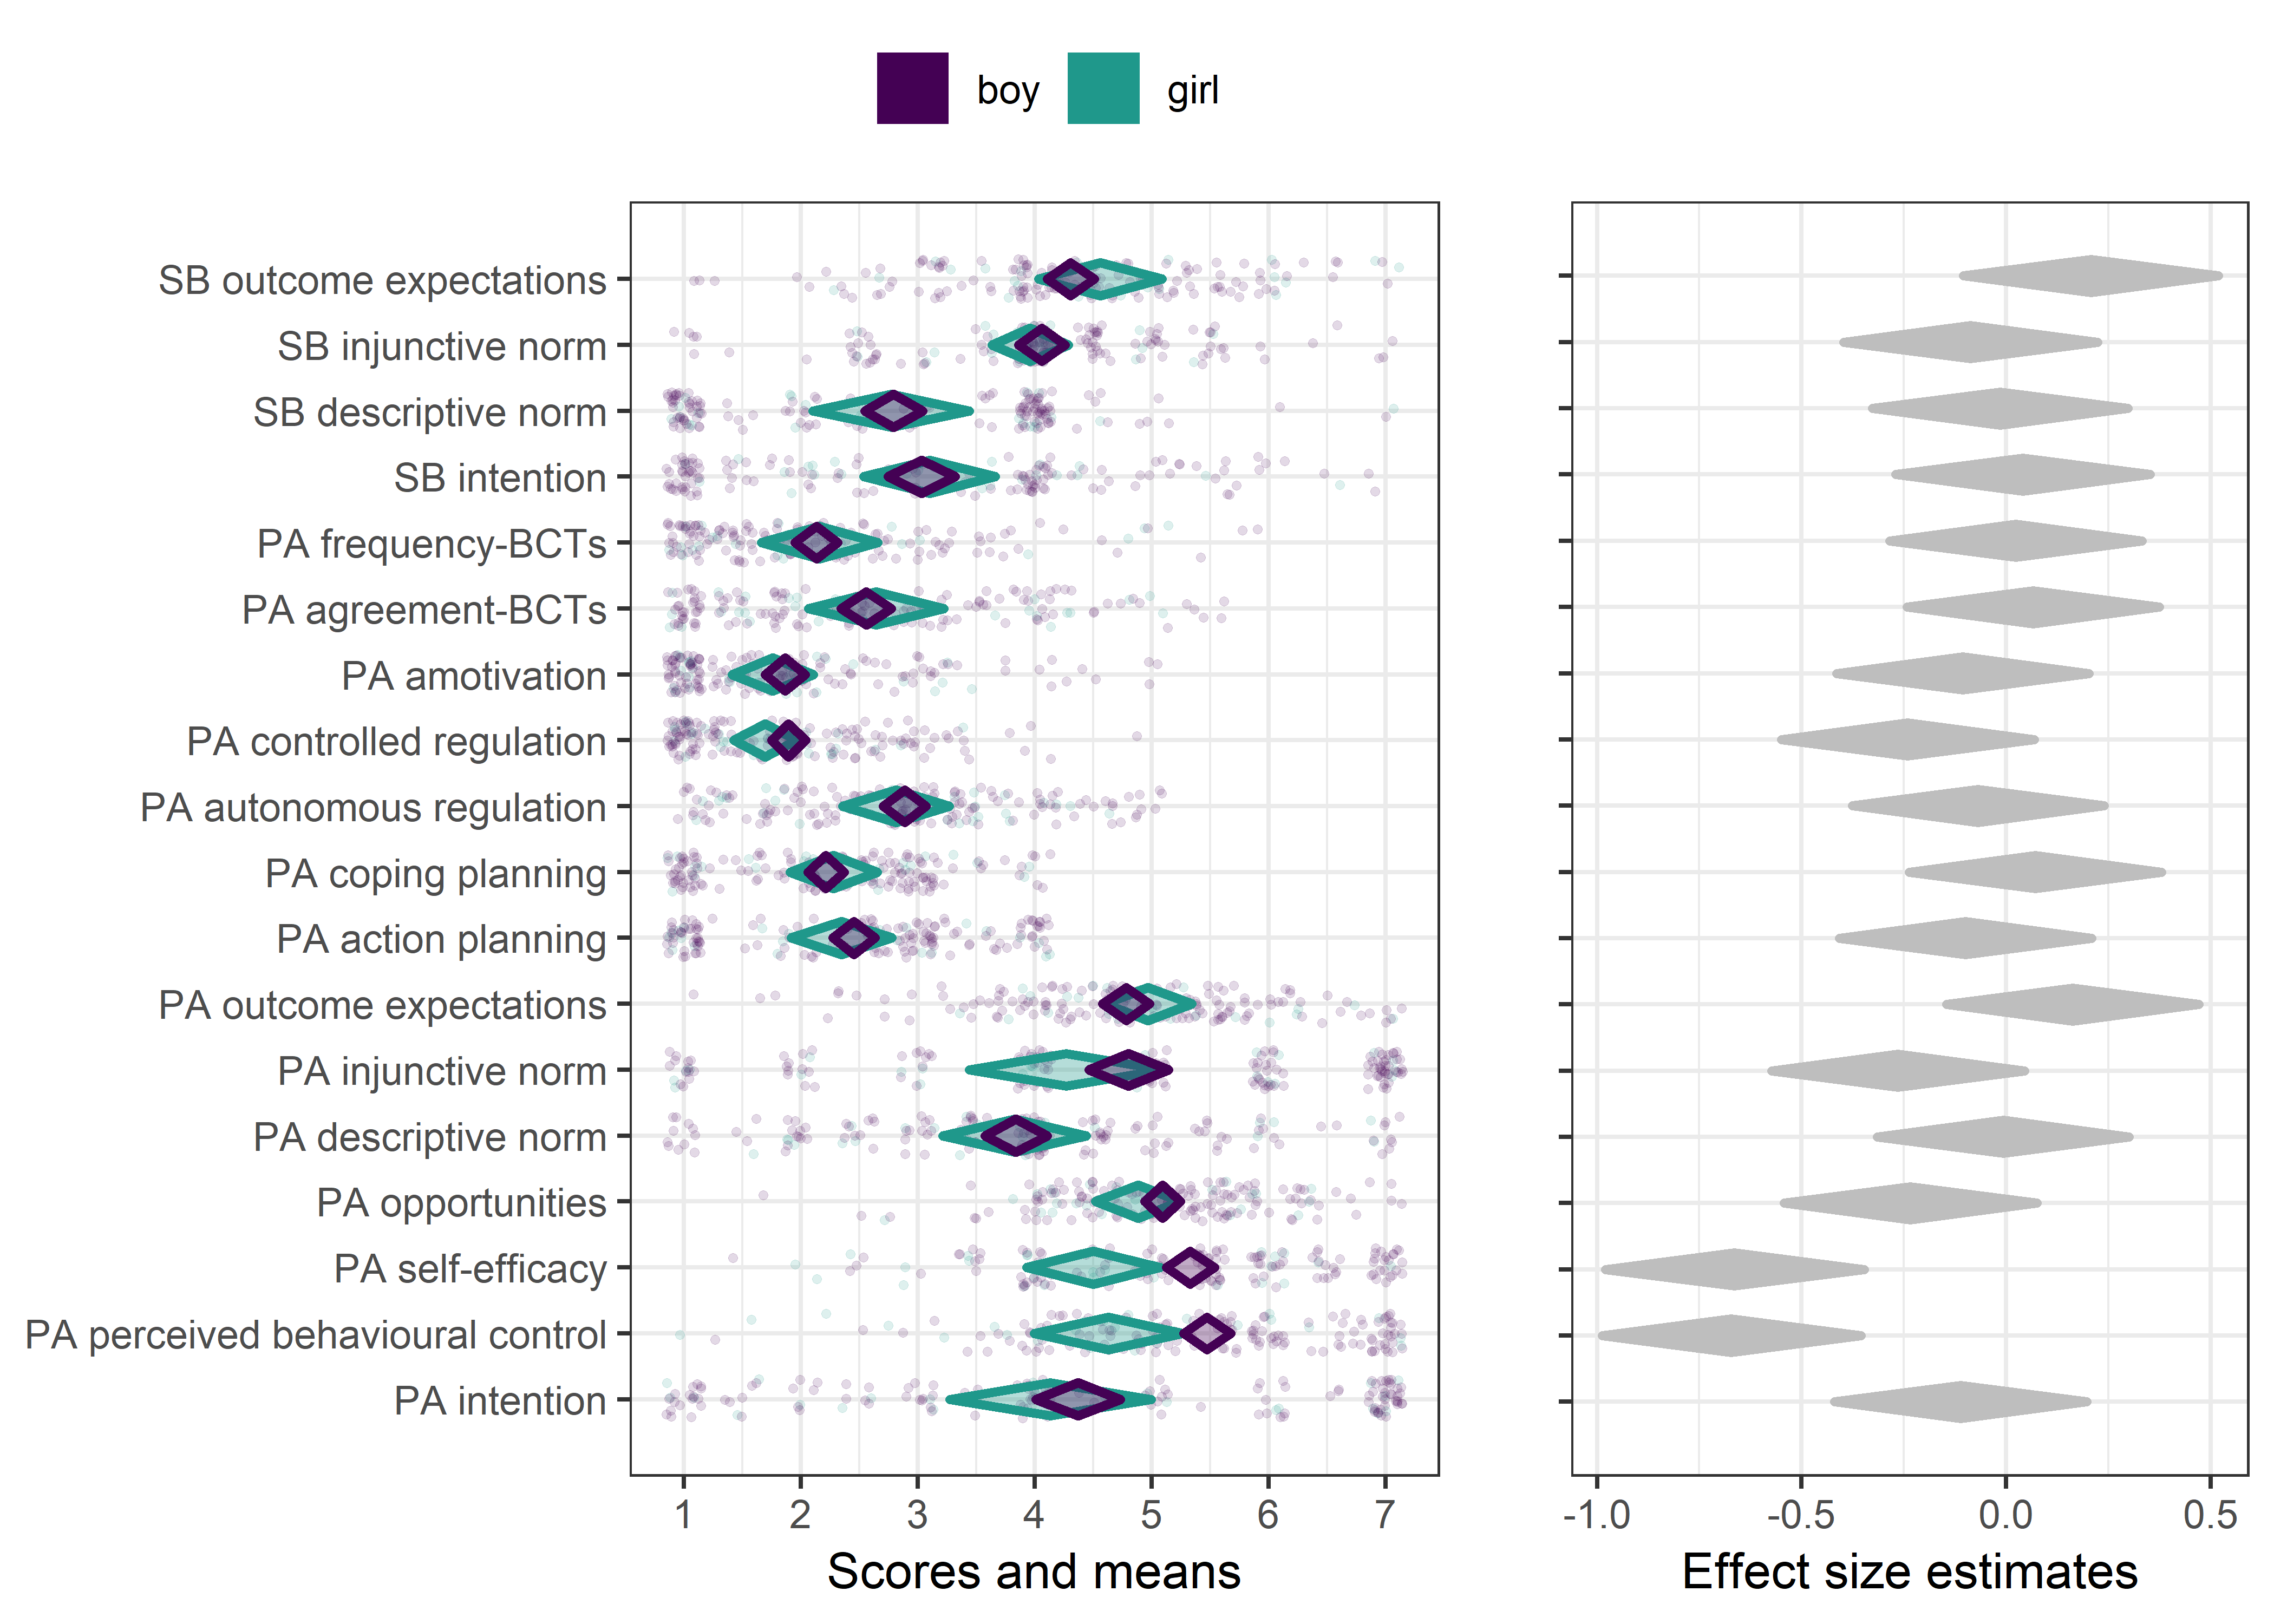 boy girl
SB outcome expectations
SB injunctive norm
SB descriptive norm
SB intention
PA frequency-BCTs
PA agreement-BCTs
PA amotivation
PA controlled regulation
PA autonomous regulation
PA coping planning
PA action planning
PA outcome expectations
PA injunctive norm
PA descriptive norm
PA opportunities
PA self-efficacy
PA perceived behavioural control
PA intention
1 2 3 4 5 6 7
Scores and means
-1.0 -0.5 0.0 0.5
Effect size estimates